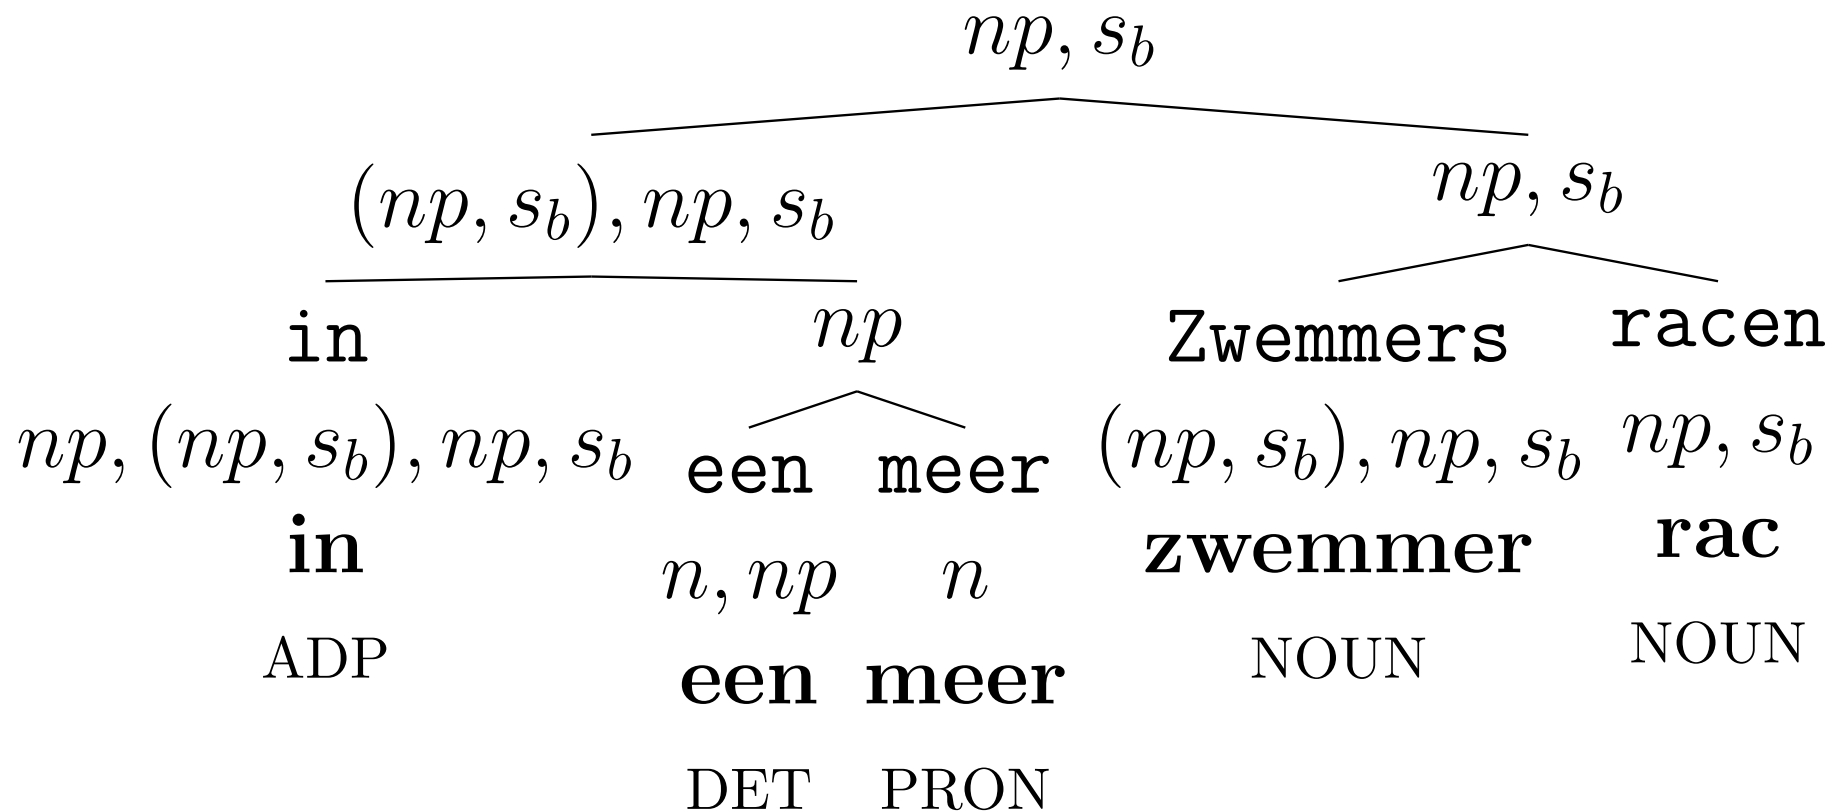 np, s_b
(np, s_b), np, s_b
np, s_b
in
np
Zwemmers
racen
np, (np, s_b), np, s_b
een
meer
(np, s_b), np, s_b
np, s_b
in
n, np
n
zwemmer
rac
ADP
een
meer
NOUN
NOUN
DET
PRON